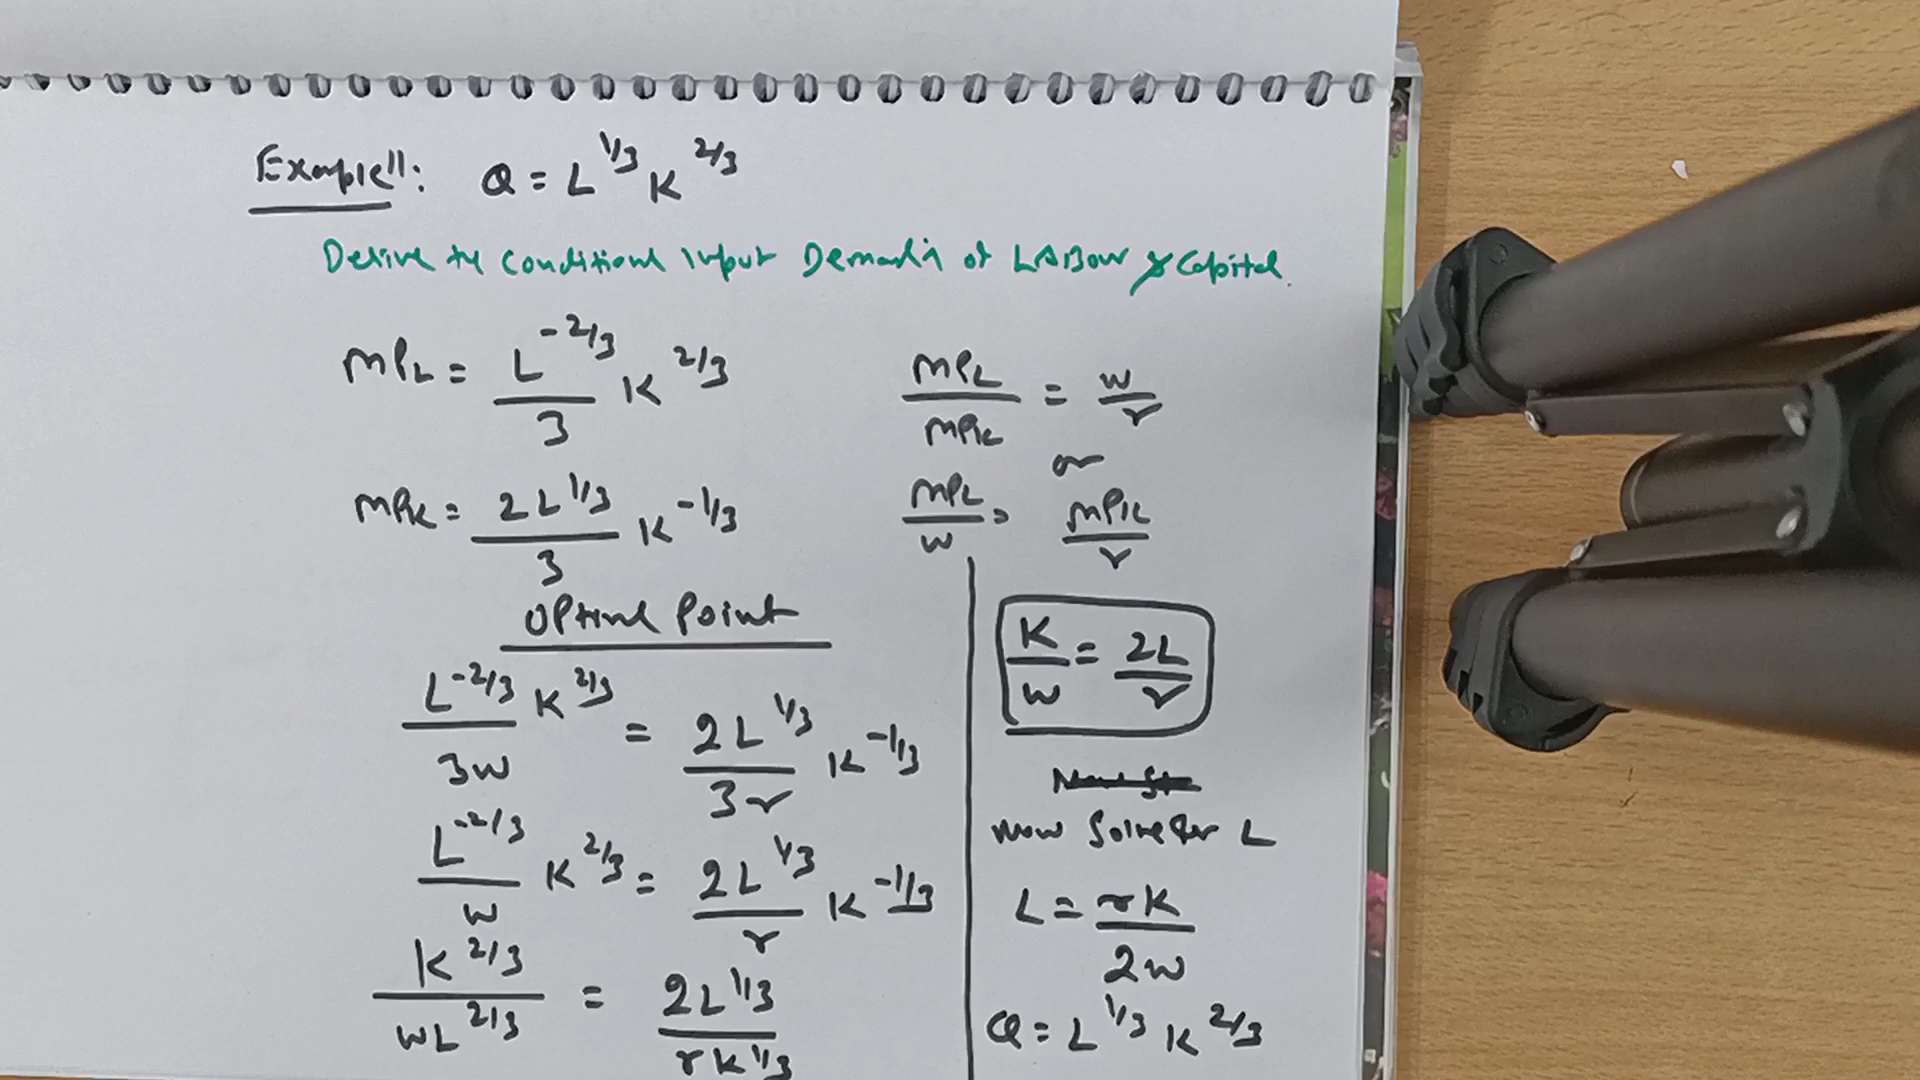 Example 11: Q = L^1/3 K^2/3
Derive the conditional input Demands of LABour & Capital.
MPL = L^-2/3 / 3 K^2/3
MPK = 2L^1/3 / 3 K^-1/3
MPL / MPK = w / r
or
MPL / w = MPK / r
Optimal Point
L^-2/3 / 3w K^2/3 = 2L^1/3 / 3r K^-1/3
L^-2/3 / w K^2/3 = 2L^1/3 / r K^-1/3
K^2/3 / wL^2/3 = 2L^1/3 / rK^1/3
K / w = 2L / r
Now Solve for L
L = rK / 2w
Q = L^1/3 K^2/3